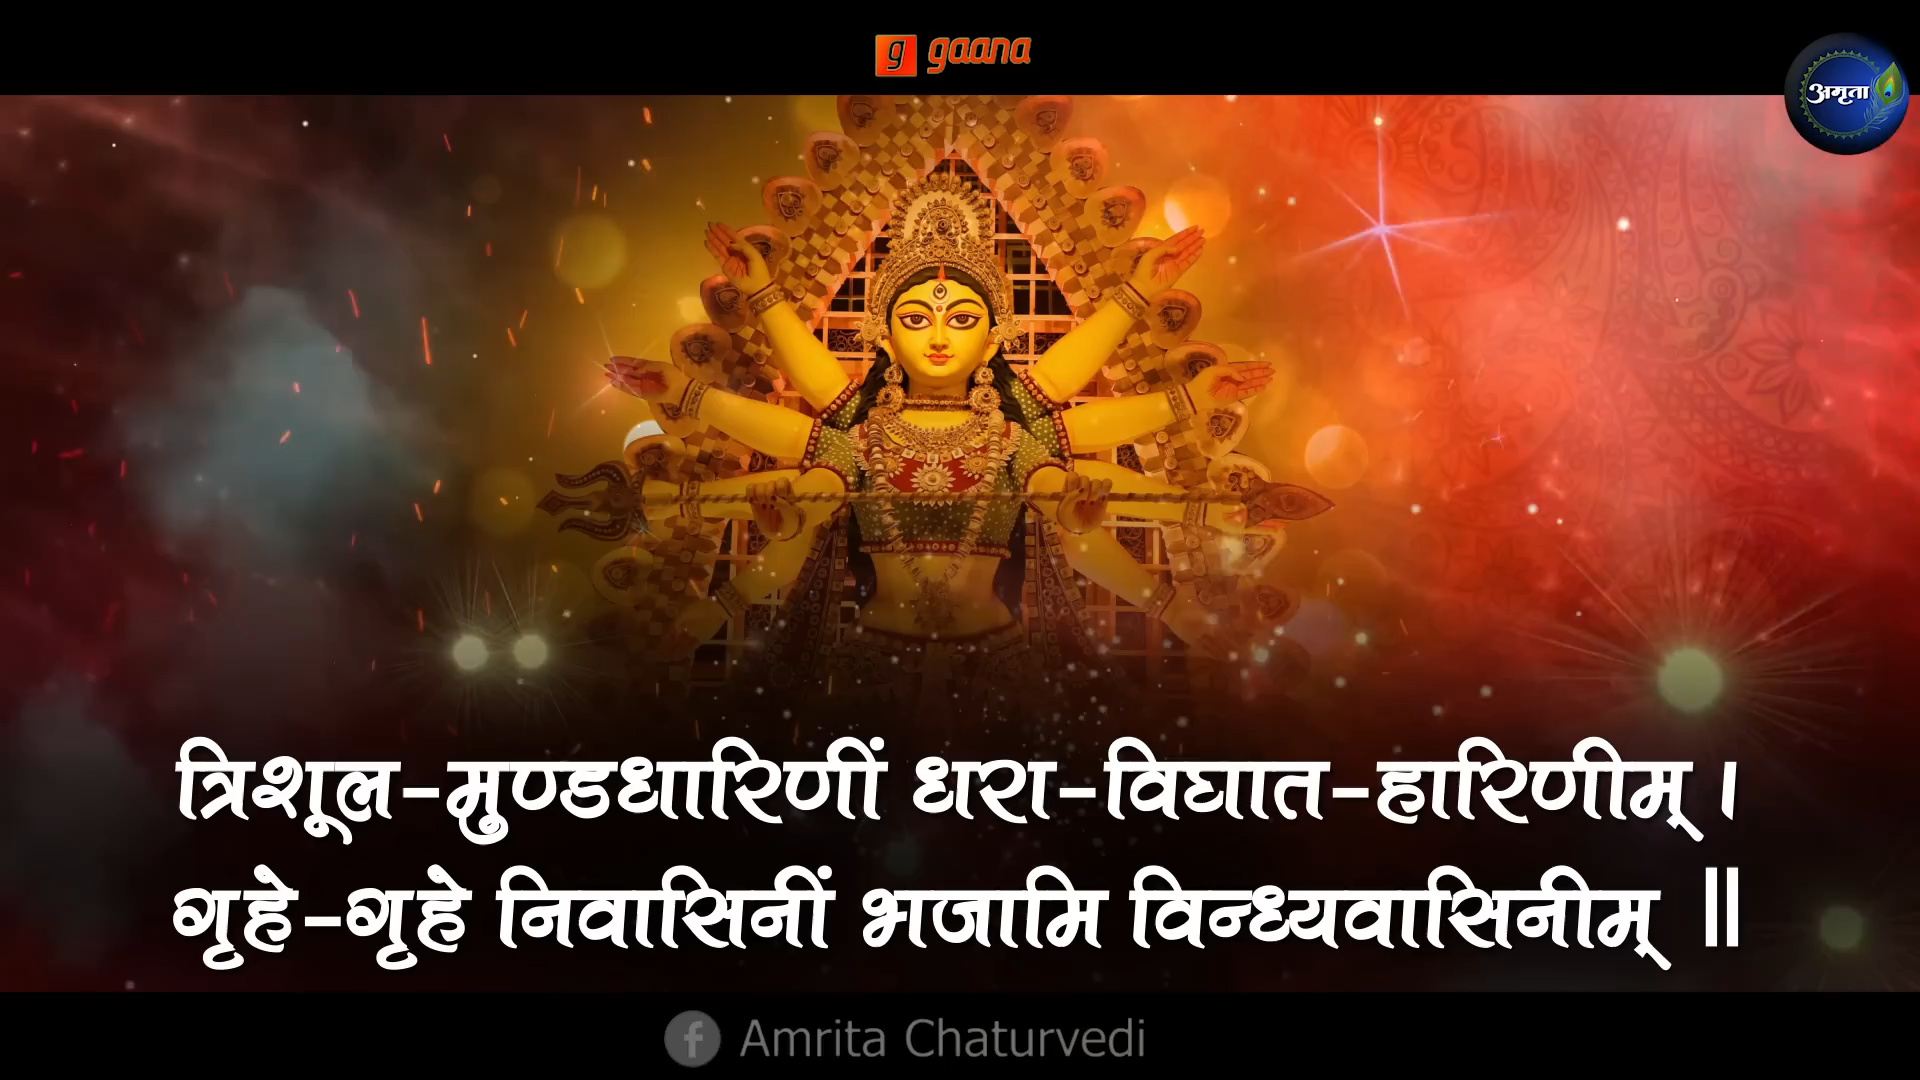 g gaana
अमृता
त्रिशूल-मुण्डधारिणीं धरा-विघात-हारिणीम् ।
गृहे-गृहे निवासिनीं भजामि विन्ध्यवासिनीम् ॥
f Amrita Chaturvedi